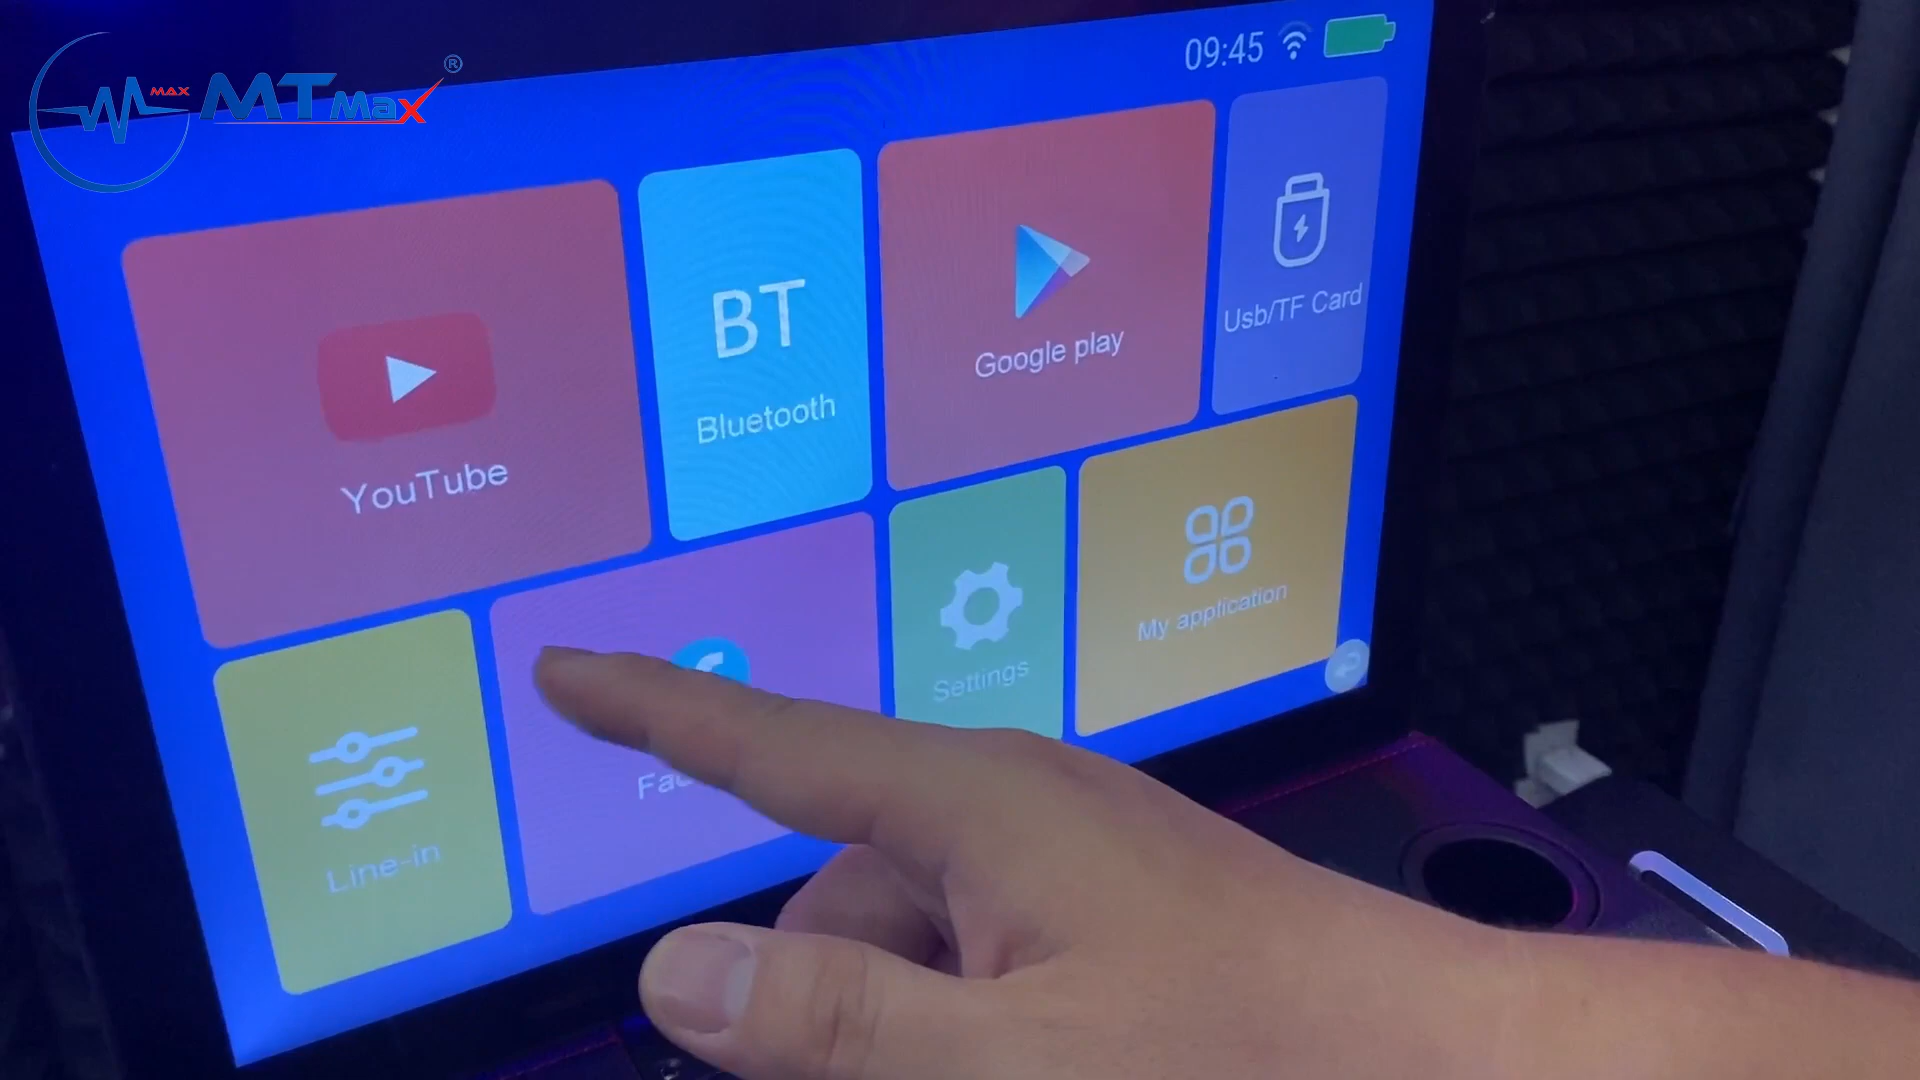 MAX
MTMax®
09:45
YouTube
BT
Bluetooth
Google play
Usb/TF Card
Line-in
Settings
My application